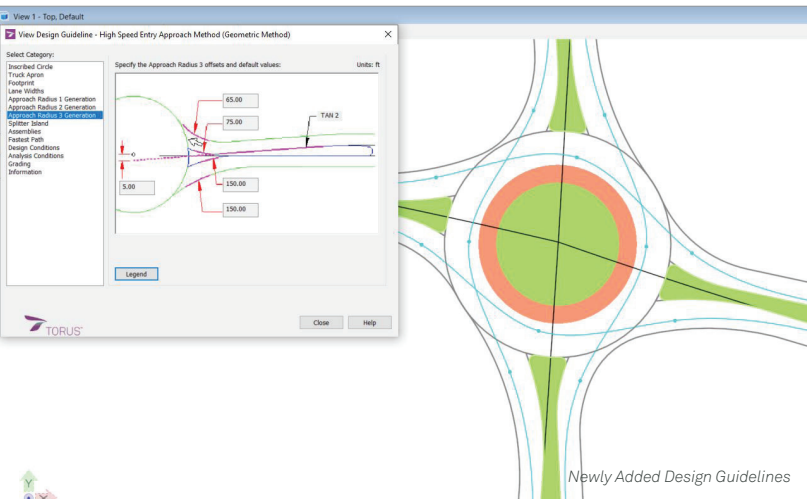 View 1 - Top, Default
View Design Guideline - High Speed Entry Approach Method (Geometric Method)
Select Category:
Inscribed Circle
Truck Apron
Footprint
Lane Widths
Approach Radius 1 Generation
Approach Radius 2 Generation
Approach Radius 3 Generation
Splitter Island
Assemblies
Fastest Path
Design Conditions
Analysis Conditions
Grading
Information
Specify the Approach Radius 3 offsets and default values:
Units: ft
65.00
75.00
TAN 2
5.00
150.00
150.00
Legend
TORUS
Close
Help
Newly Added Design Guidelines
Y
X